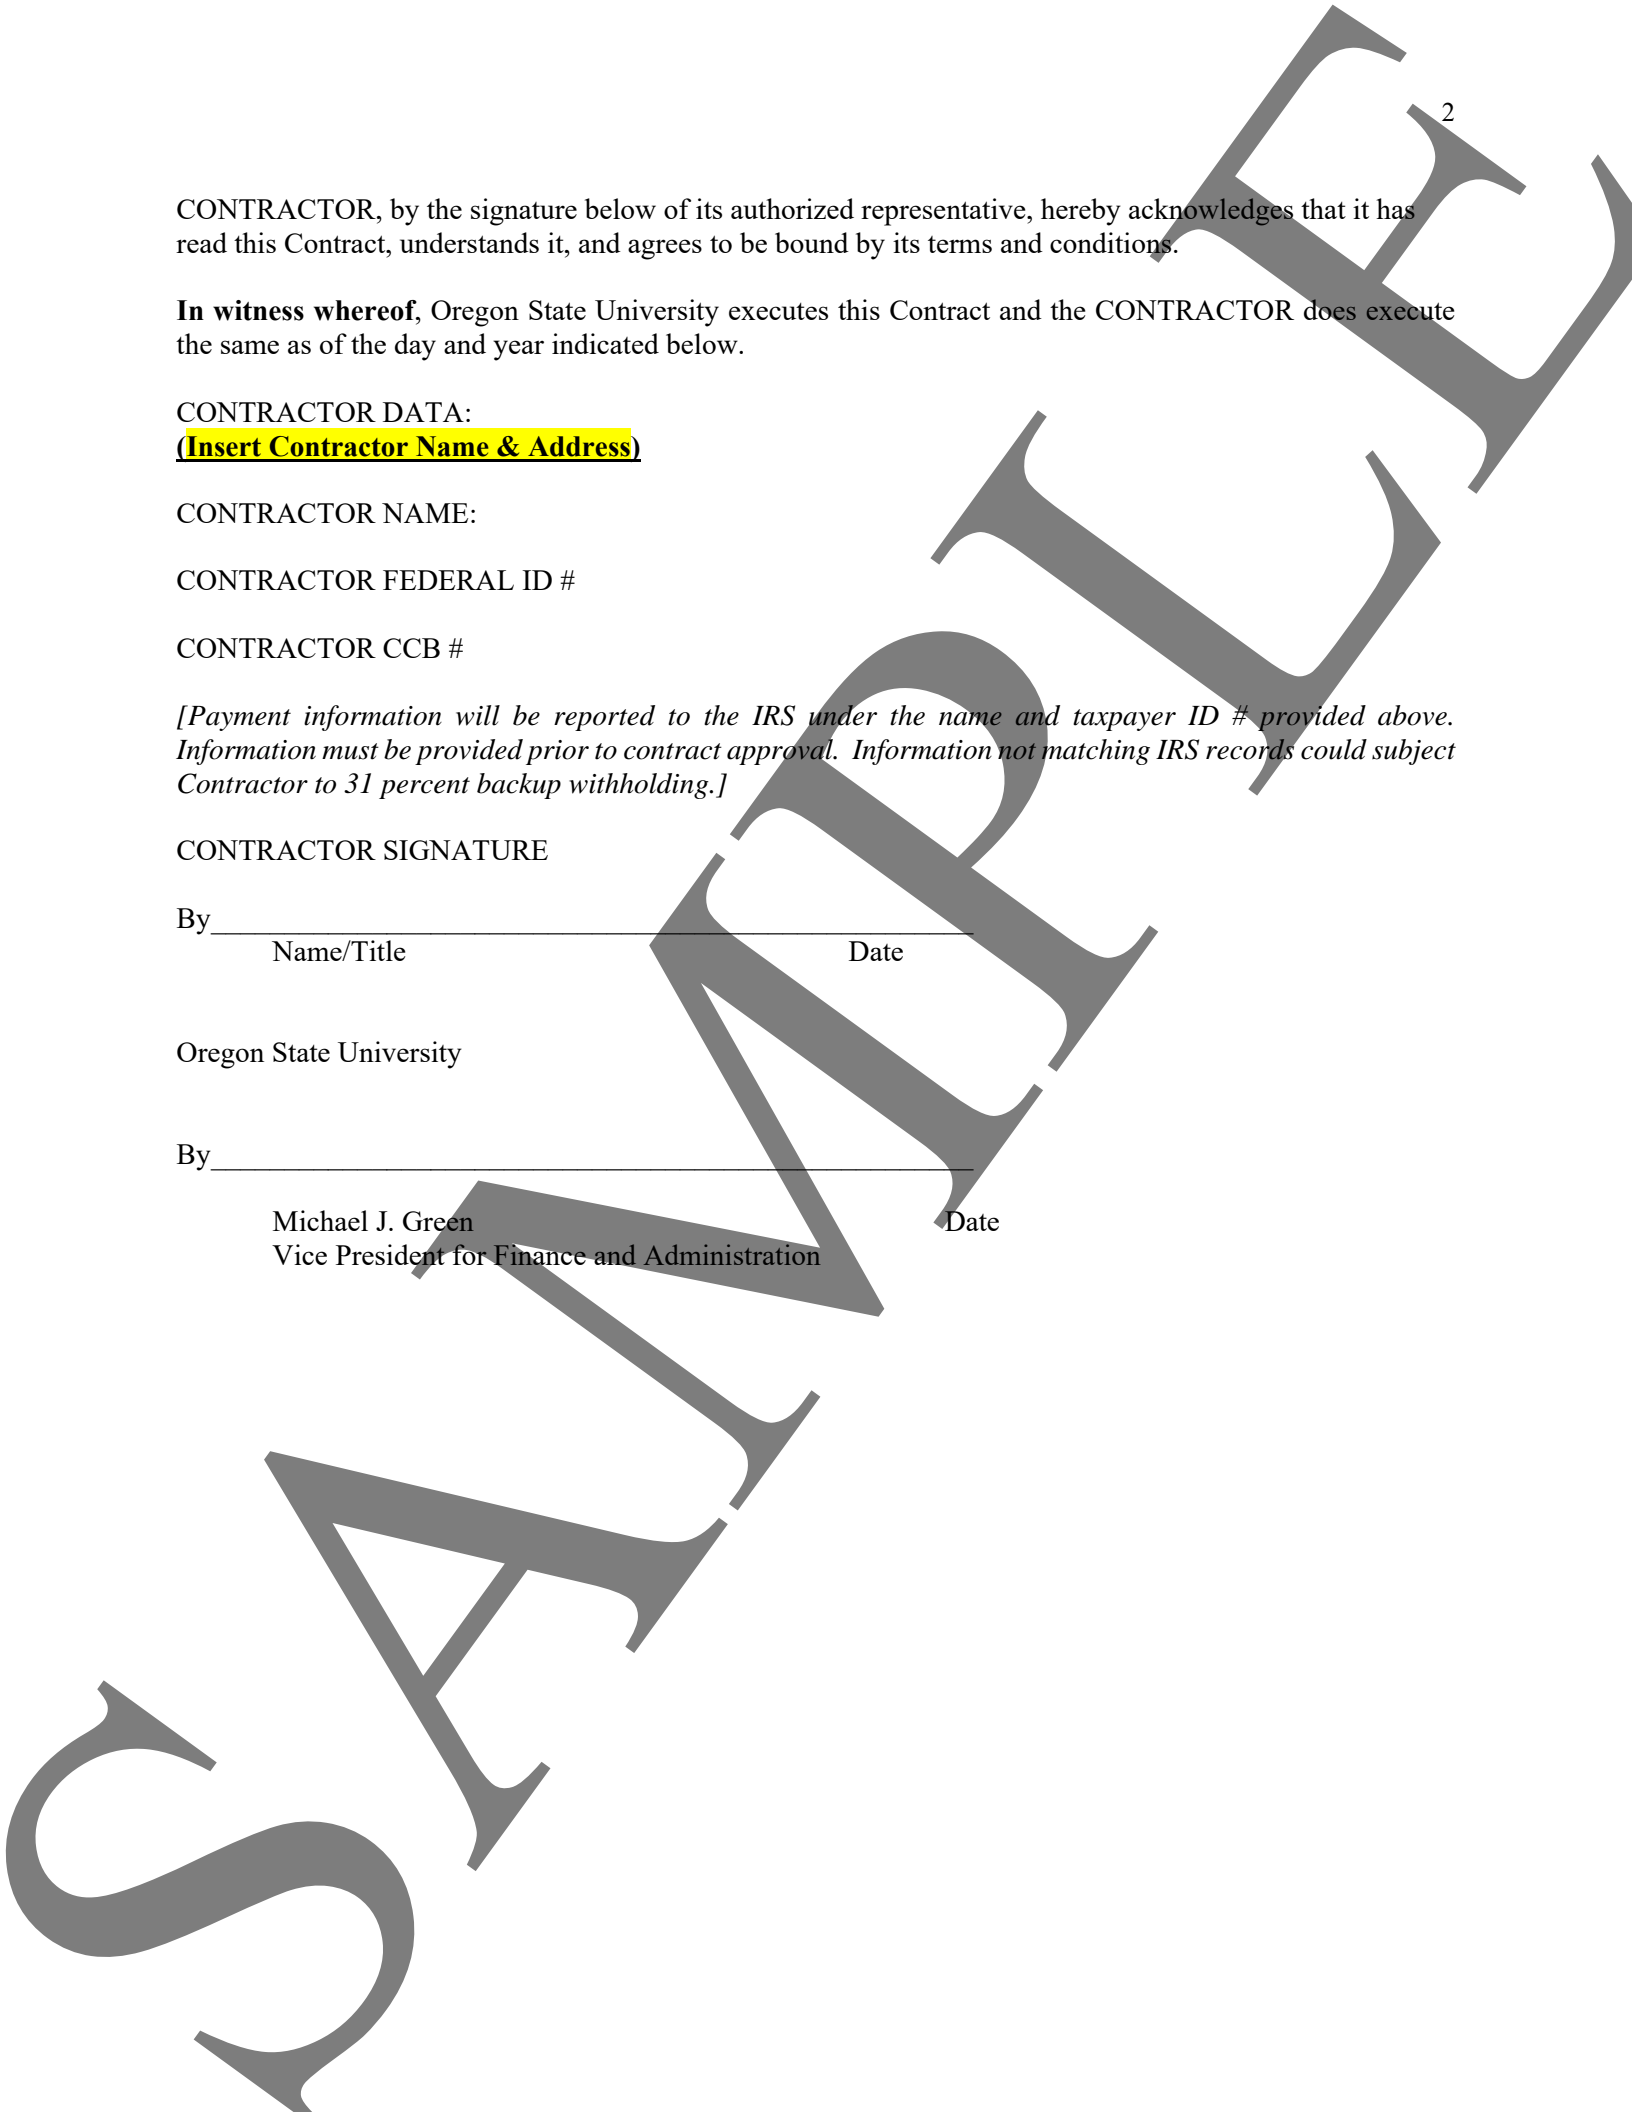 2
CONTRACTOR, by the signature below of its authorized representative, hereby acknowledges that it has
read this Contract, understands it, and agrees to be bound by its terms and conditions.
In witness whereof, Oregon State University executes this Contract and the CONTRACTOR does execute
the same as of the day and year indicated below.
CONTRACTOR DATA:
(Insert Contractor Name & Address)
CONTRACTOR NAME:
CONTRACTOR FEDERAL ID #
CONTRACTOR CCB #
[Payment information will be reported to the IRS under the name and taxpayer ID # provided above.
Information must be provided prior to contract approval.  Information not matching IRS records could subject
Contractor to 31 percent backup withholding.]
CONTRACTOR SIGNATURE
By____________________________________________________
Name/Title Date
Oregon State University
By____________________________________________________
Michael J. Green Date
Vice President for Finance and Administration
SAMPLE